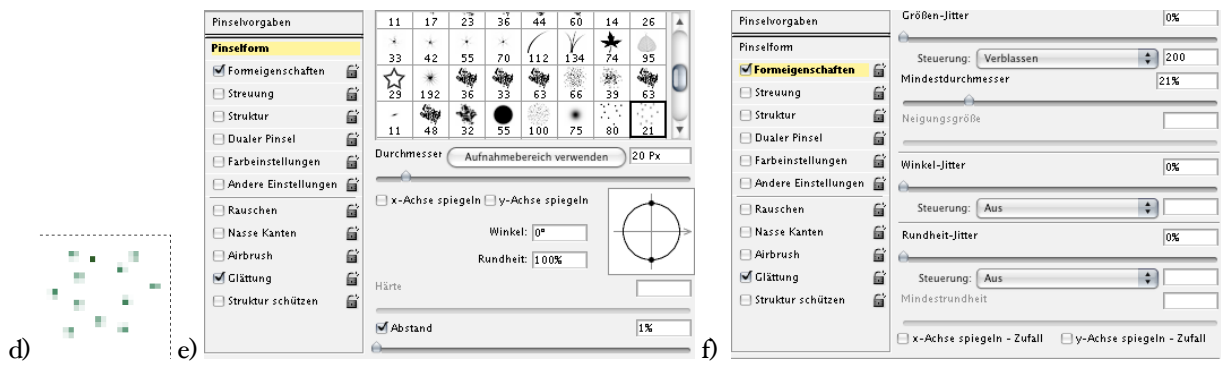 d)
e)
Pinselvorgaben
Pinselform
Formeigenschaften
Streuung
Struktur
Dualer Pinsel
Farbeinstellungen
Andere Einstellungen
Rauschen
Nasse Kanten
Airbrush
Glättung
Struktur schützen
11 17 23 36 44 60 14 26
33 42 55 70 112 134 74 95
29 192 36 33 63 66 39 63
11 48 32 55 100 75 80 21
Durchmesser Aufnahmebereich verwenden 20 Px
x-Achse spiegeln y-Achse spiegeln
Winkel: 0°
Rundheit: 100%
Härte
Abstand 1%
f)
Pinselvorgaben
Pinselform
Formeigenschaften
Streuung
Struktur
Dualer Pinsel
Farbeinstellungen
Andere Einstellungen
Rauschen
Nasse Kanten
Airbrush
Glättung
Struktur schützen
Größen-Jitter 0%
Steuerung: Verblassen 200
Mindestdurchmesser 21%
Neigungsgröße
Winkel-Jitter 0%
Steuerung: Aus
Rundheit-Jitter 0%
Steuerung: Aus
Mindestrundheit
x-Achse spiegeln - Zufall y-Achse spiegeln - Zufall